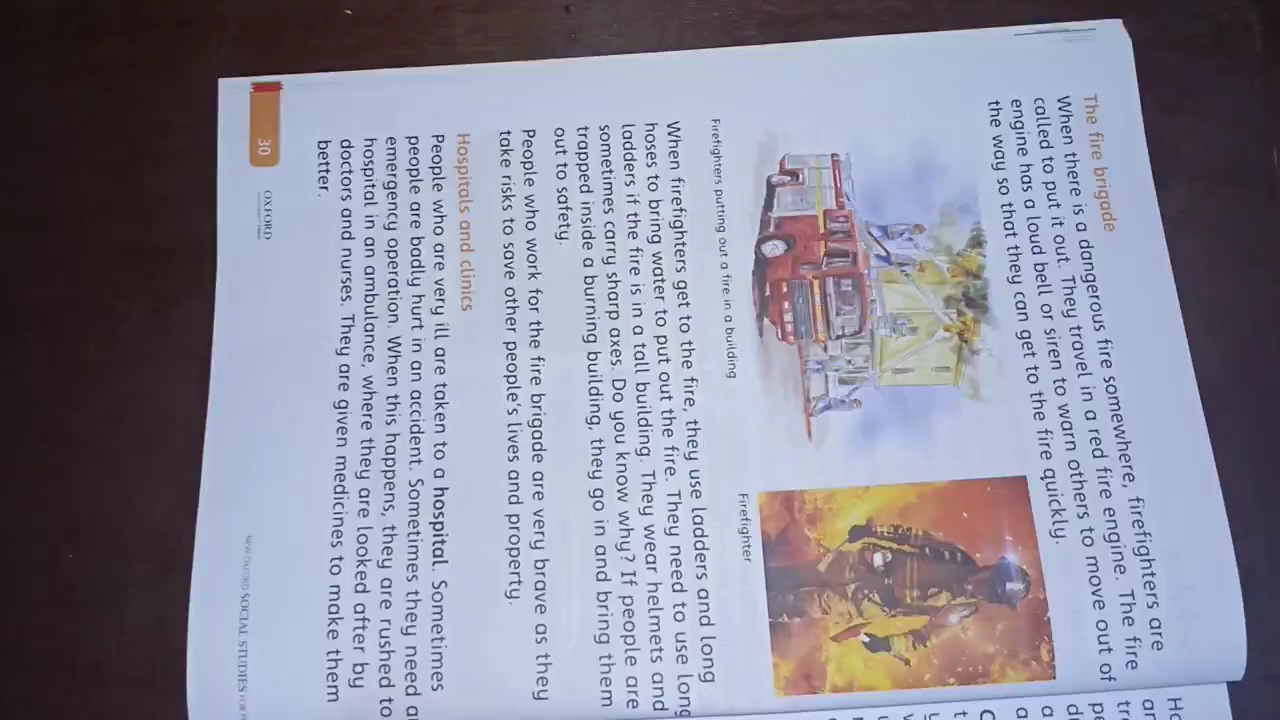 The fire brigade
When there is a dangerous fire somewhere, firefighters are
called to put it out. They travel in a red fire engine. The fire
engine has a loud bell or siren to warn others to move out of
the way so that they can get to the fire quickly.
Firefighters putting out a fire in a building
Firefighter
When firefighters get to the fire, they use ladders and long
hoses to bring water to put out the fire. They need to use long
ladders if the fire is in a tall building. They wear helmets and
sometimes carry sharp axes. Do you know why? If people are
trapped inside a burning building, they go in and bring them
out to safety.
People who work for the fire brigade are very brave as they
take risks to save other people's lives and property.
Hospitals and clinics
People who are very ill are taken to a hospital. Sometimes
people are badly hurt in an accident. Sometimes they need
emergency operation. When this happens, they are rushed to
hospital in an ambulance, where they are looked after by
doctors and nurses. They are given medicines to make them
better.
30
OXFORD
NEW OXFORD SOCIAL STUDIES FOR